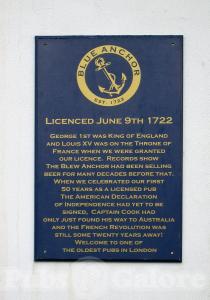 BLUE ANCHOR
EST. 1722
LICENCED JUNE 9TH 1722
GEORGE 1ST WAS KING OF ENGLAND
AND LOUIS XV WAS ON THE THRONE OF
FRANCE WHEN WE WERE GRANTED
OUR LICENCE. RECORDS SHOW
THE BLEW ANCHOR HAD BEEN SELLING
BEER FOR MANY DECADES BEFORE THAT.
WHEN WE CELEBRATED OUR FIRST
50 YEARS AS A LICENSED PUB
THE AMERICAN DECLARATION
OF INDEPENDENCE HAD YET TO BE
SIGNED, CAPTAIN COOK HAD
ONLY JUST FOUND HIS WAY TO AUSTRALIA
AND THE FRENCH REVOLUTION WAS
STILL SOME TWENTY YEARS AWAY!
WELCOME TO ONE OF
THE OLDEST PUBS IN LONDON